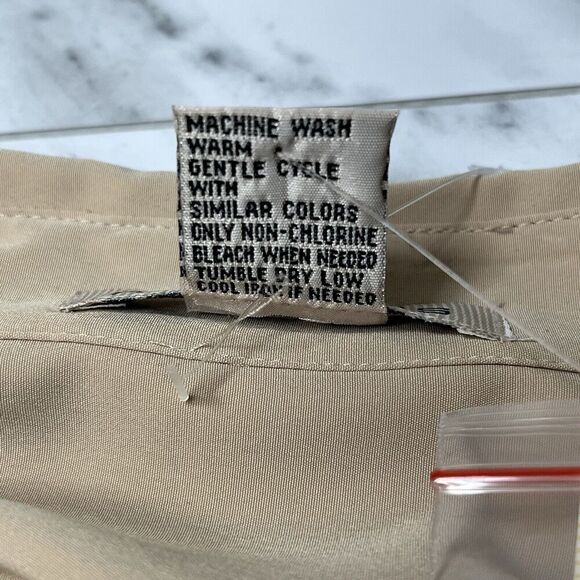 MACHINE WASH
WARM
GENTLE CYCLE
WITH
SIMILAR COLORS
ONLY NON-CHLORINE
BLEACH WHEN NEEDED
TUMBLE DRY LOW
COOL IRON IF NEEDED